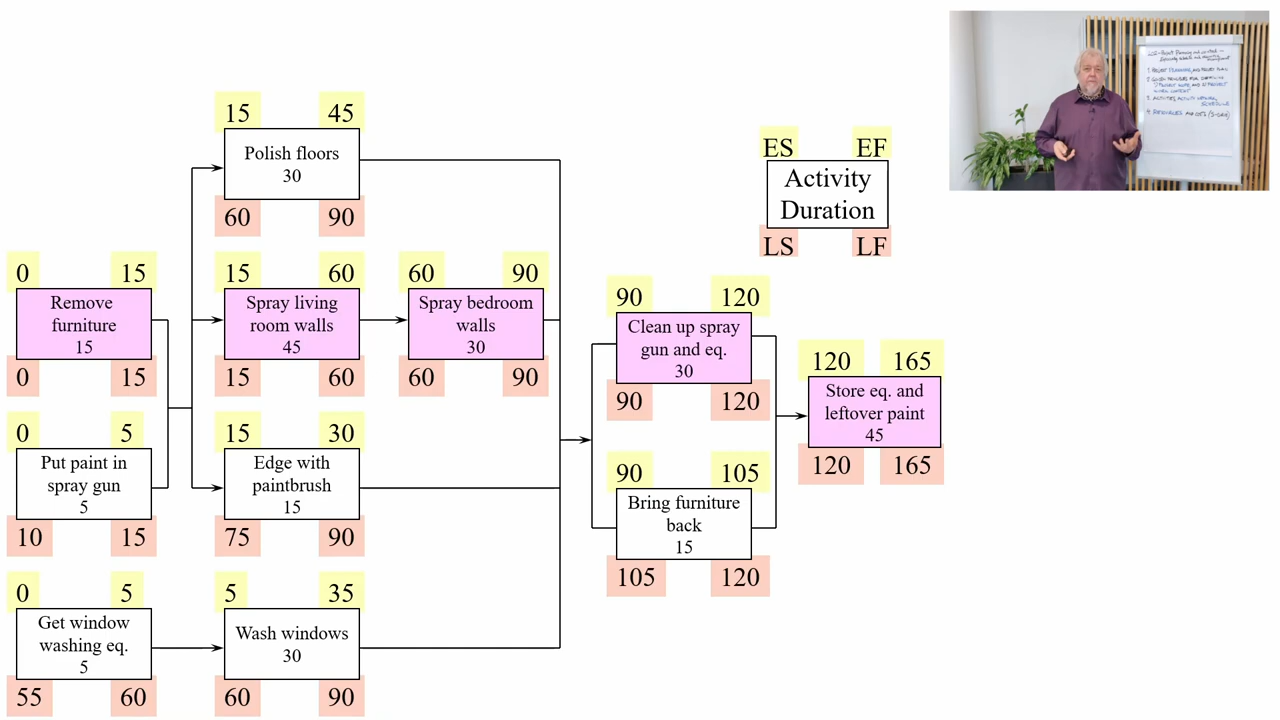 15 45
Polish floors
30
60 90
ES EF
Activity
Duration
LS LF
0 15
Remove
furniture
15
0 15
15 60
Spray living
room walls
45
15 60
60 90
Spray bedroom
walls
30
60 90
90 120
Clean up spray
gun and eq.
30
90 120
120 165
Store eq. and
leftover paint
45
120 165
0 5
Put paint in
spray gun
5
10 15
15 30
Edge with
paintbrush
15
75 90
90 105
Bring furniture
back
15
105 120
0 5
Get window
washing eq.
5
55 60
5 35
Wash windows
30
60 90